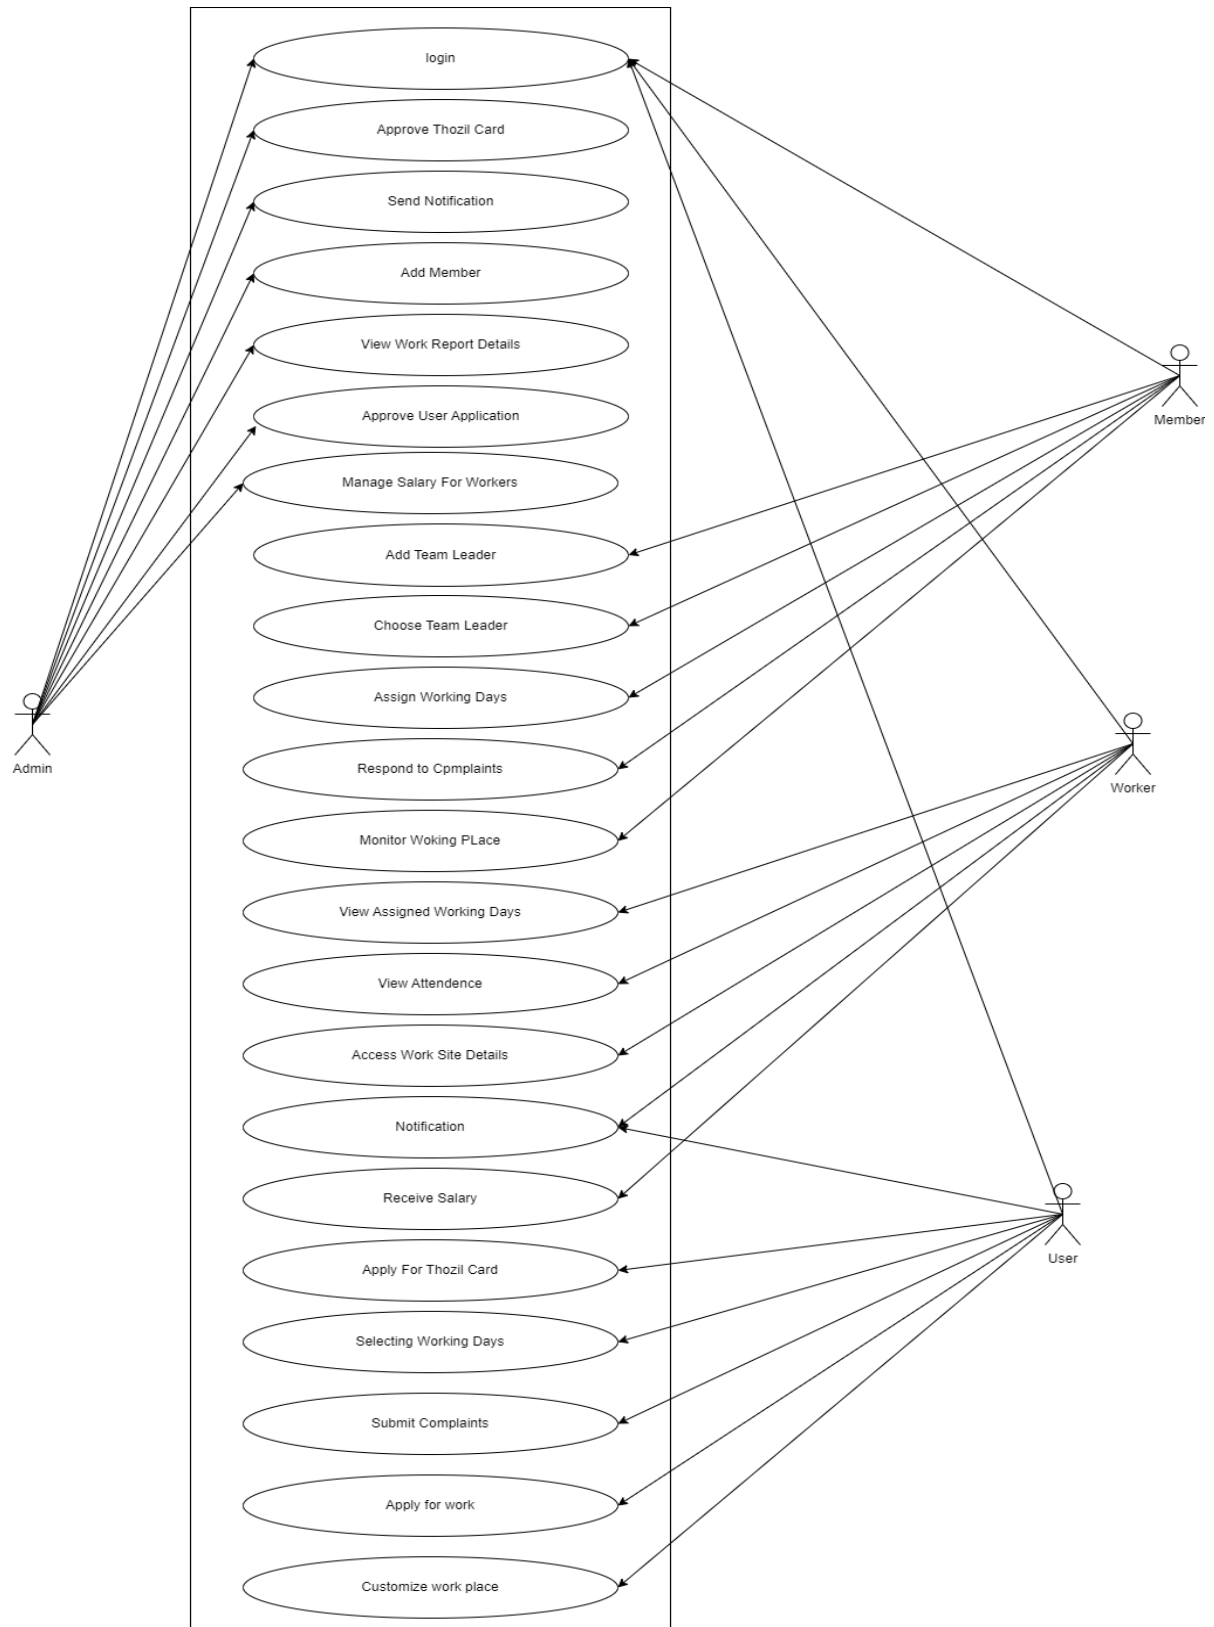 login
Approve Thozil Card
Send Notification
Add Member
View Work Report Details
Approve User Application
Manage Salary For Workers
Add Team Leader
Choose Team Leader
Assign Working Days
Respond to Cpmplaints
Monitor Woking PLace
View Assigned Working Days
View Attendence
Access Work Site Details
Notification
Receive Salary
Apply For Thozil Card
Selecting Working Days
Submit Complaints
Apply for work
Customize work place
Admin
Member
Worker
User